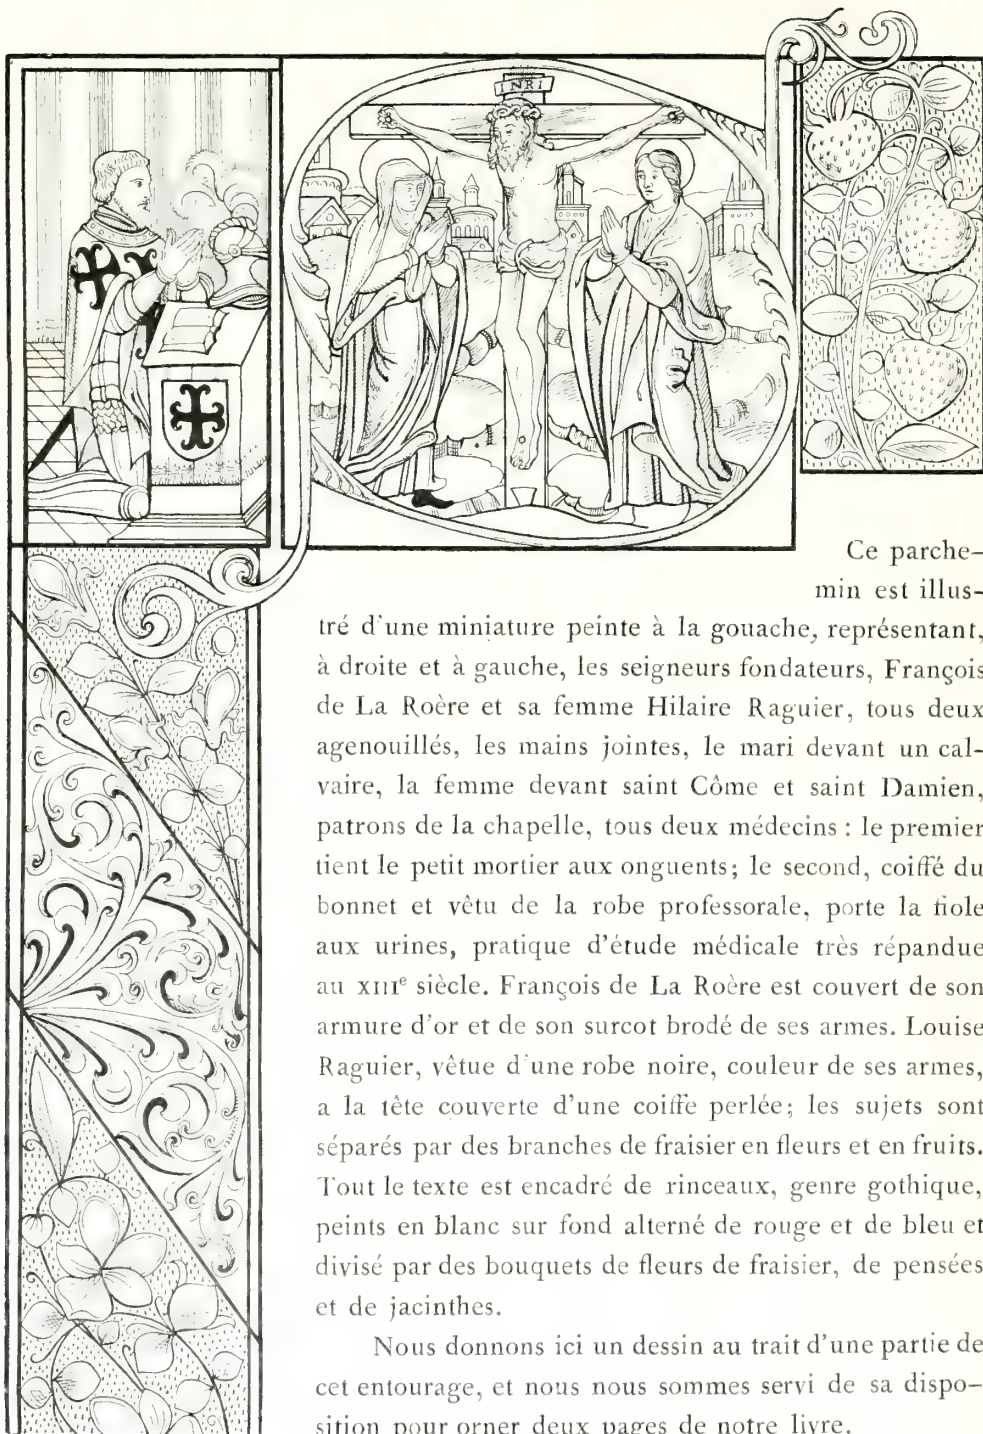 INRI
Ce parche-
min est illus-
tré d'une miniature peinte à la gouache, représentant,
à droite et à gauche, les seigneurs fondateurs, François
de La Roère et sa femme Hilaire Raguier, tous deux
agenouillés, les mains jointes, le mari devant un cal-
vaire, la femme devant saint Côme et saint Damien,
patrons de la chapelle, tous deux médecins : le premier
tient le petit mortier aux onguents; le second, coiffé du
bonnet et vêtu de la robe professorale, porte la fiole
aux urines, pratique d'étude médicale très répandue
au XIIIe siècle. François de La Roère est couvert de son
armure d'or et de son surcot brodé de ses armes. Louise
Raguier, vêtue d'une robe noire, couleur de ses armes,
a la tête couverte d'une coiffe perlée; les sujets sont
séparés par des branches de fraisier en fleurs et en fruits.
Tout le texte est encadré de rinceaux, genre gothique,
peints en blanc sur fond alterné de rouge et de bleu et
divisé par des bouquets de fleurs de fraisier, de pensées
et de jacinthes.
Nous donnons ici un dessin au trait d'une partie de
cet entourage, et nous nous sommes servi de sa dispo-
sition pour orner deux pages de notre livre.